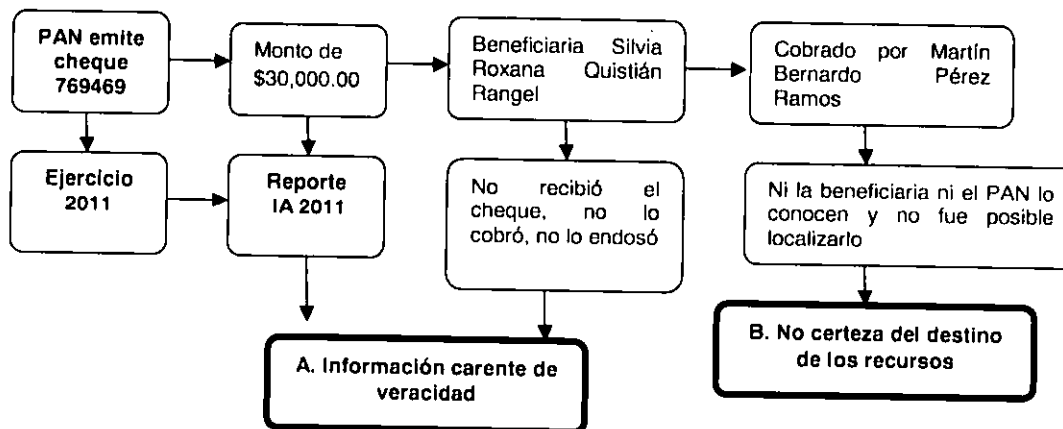 PAN emite
cheque
769469
Monto de
$30,000.00
Beneficiaria Silvia
Roxana Quistián
Rangel
Cobrado por Martín
Bernardo Pérez
Ramos
Ejercicio
2011
Reporte
IA 2011
No recibió el
cheque, no lo
cobró, no lo endosó
Ni la beneficiaria ni el PAN lo
conocen y no fue posible
localizarlo
A. Información carente de
veracidad
B. No certeza del destino
de los recursos